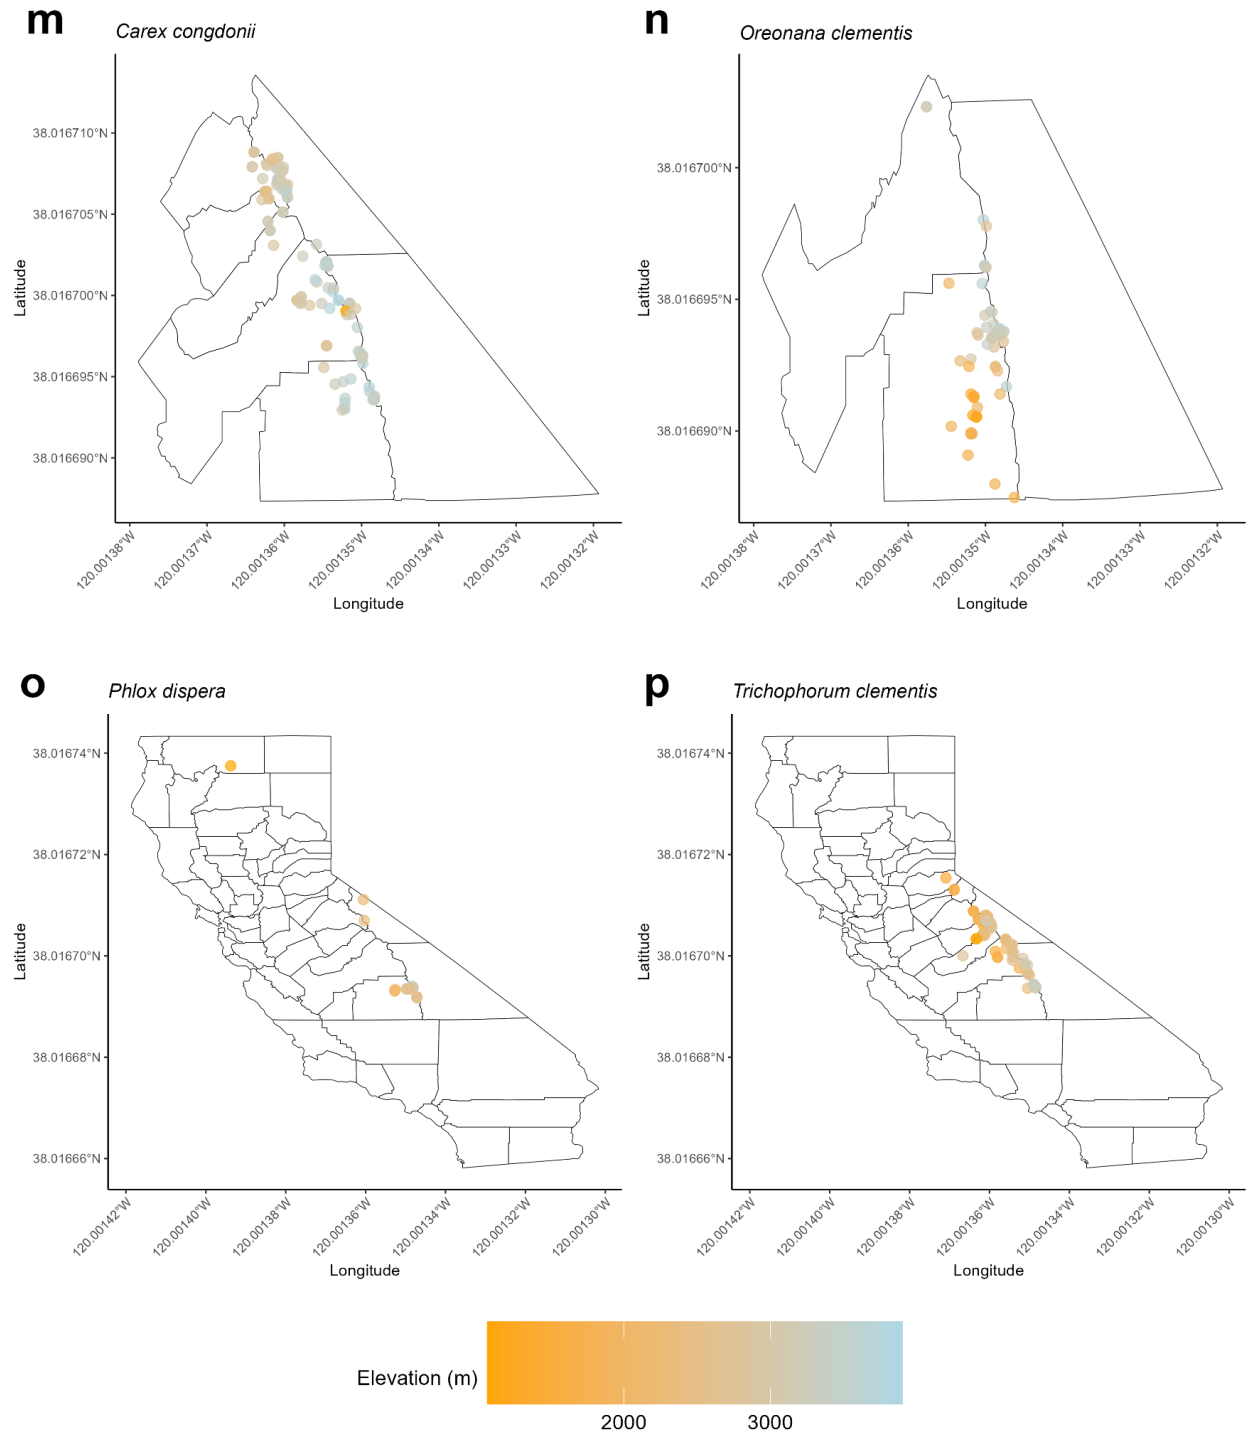 m
Carex congdonii
Latitude
38.016710°N
38.016705°N
38.016700°N
38.016695°N
38.016690°N
120.00138°W
120.00137°W
120.00136°W
120.00135°W
120.00134°W
120.00133°W
120.00132°W
Longitude
n
Oreonana clementis
Latitude
38.016700°N
38.016695°N
38.016690°N
120.00138°W
120.00137°W
120.00136°W
120.00135°W
120.00134°W
120.00133°W
120.00132°W
Longitude
o
Phlox dispera
Latitude
38.01674°N
38.01672°N
38.01670°N
38.01668°N
38.01666°N
120.00142°W
120.00140°W
120.00138°W
120.00136°W
120.00134°W
120.00132°W
120.00130°W
Longitude
p
Trichophorum clementis
Latitude
38.01674°N
38.01672°N
38.01670°N
38.01668°N
38.01666°N
120.00142°W
120.00140°W
120.00138°W
120.00136°W
120.00134°W
120.00132°W
120.00130°W
Longitude
Elevation (m)
2000
3000